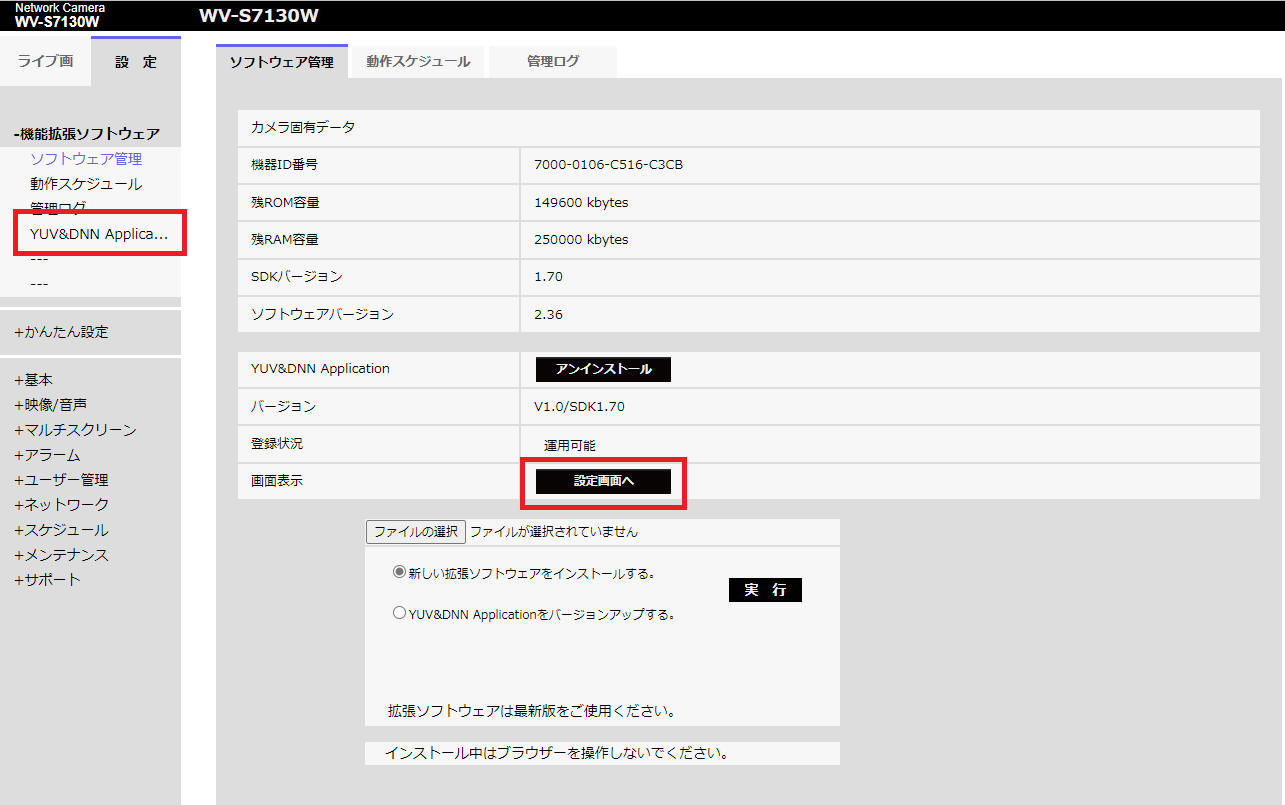 Network Camera
WV-S7130W
WV-S7130W
ライブ画
設 定
ソフトウェア管理
動作スケジュール
管理ログ
-機能拡張ソフトウェア
ソフトウェア管理
動作スケジュール
管理ログ
YUV&DNN Applica...
---
---
+かんたん設定
+基本
+映像/音声
+マルチスクリーン
+アラーム
+ユーザー管理
+ネットワーク
+スケジュール
+メンテナンス
+サポート
カメラ固有データ
機器ID番号 7000-0106-C516-C3CB
残ROM容量 149600 kbytes
残RAM容量 250000 kbytes
SDKバージョン 1.70
ソフトウェアバージョン 2.36
YUV&DNN Application アンインストール
バージョン V1.0/SDK1.70
登録状況 運用可能
画面表示 設定画面へ
ファイルの選択 ファイルが選択されていません
新しい拡張ソフトウェアをインストールする。
実 行
YUV&DNN Applicationをバージョンアップする。
拡張ソフトウェアは最新版をご使用ください。
インストール中はブラウザーを操作しないでください。